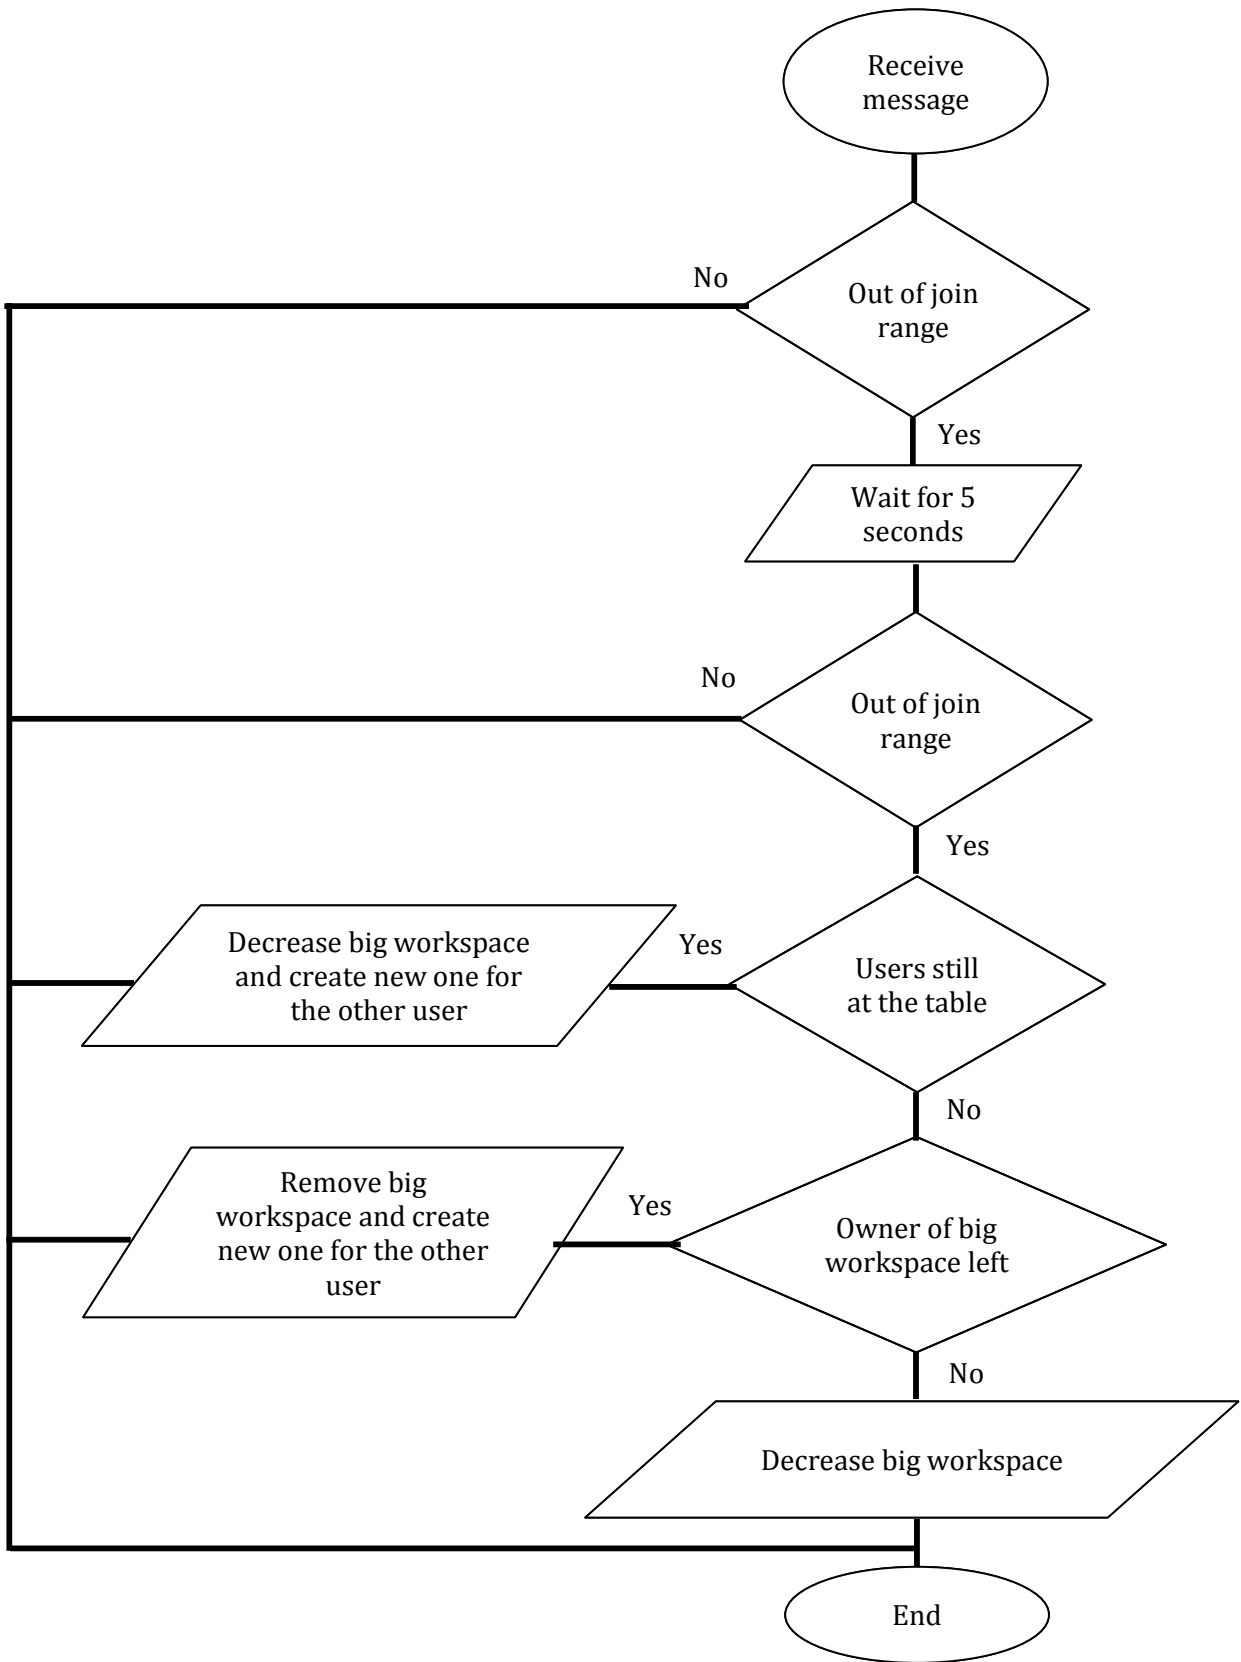 Receive
message
No
Out of join
range
Yes
Wait for 5
seconds
No
Out of join
range
Yes
Decrease big workspace
and create new one for
the other user
Yes
Users still
at the table
No
Remove big
workspace and create
new one for the other
user
Yes
Owner of big
workspace left
No
Decrease big workspace
End